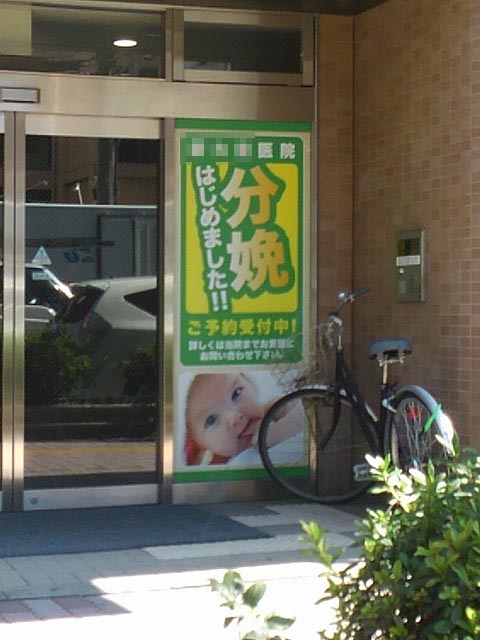 医院
分娩
はじめました!!
ご予約受付中!
詳しくは当院までお気軽に
お問い合わせ下さい。